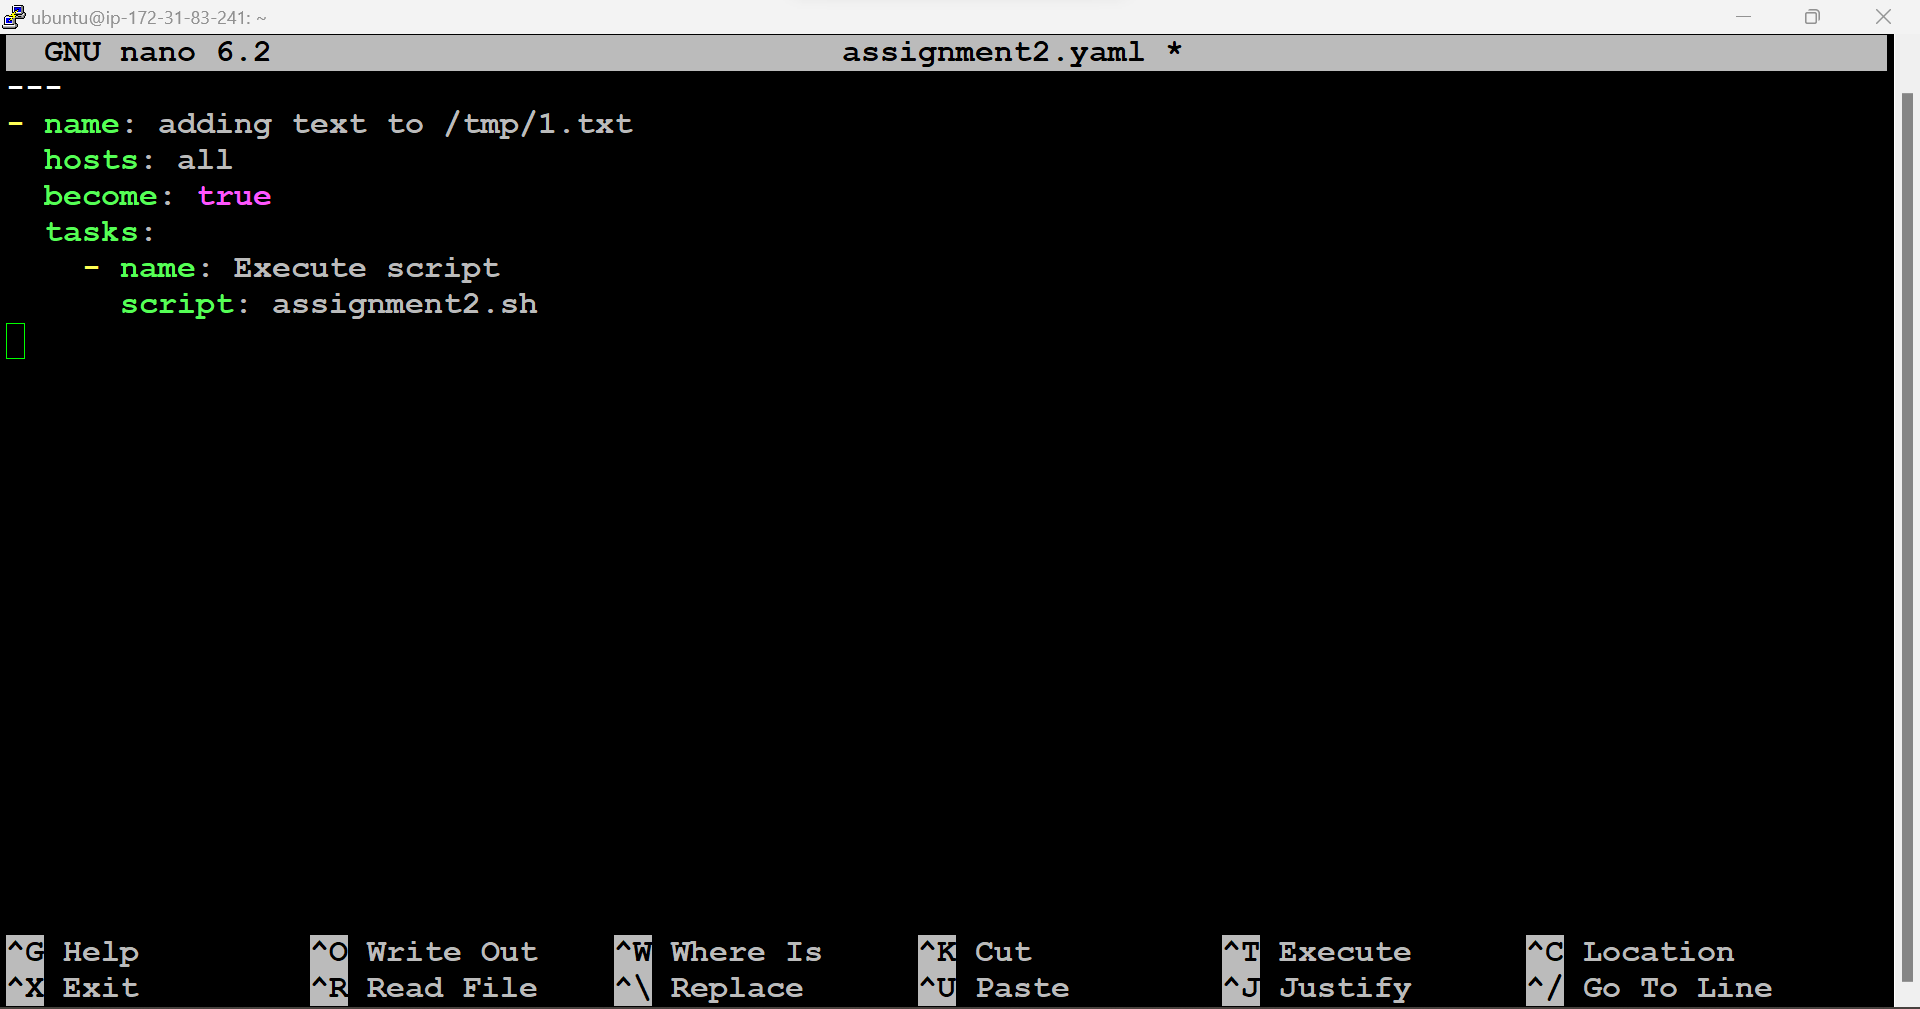 ubuntu@ip-172-31-83-241: ~
GNU nano 6.2 assignment2.yaml *
---
- name: adding text to /tmp/1.txt
  hosts: all
  become: true
  tasks:
    - name: Execute script
      script: assignment2.sh
^G Help ^O Write Out ^W Where Is ^K Cut ^T Execute ^C Location
^X Exit ^R Read File ^\ Replace ^U Paste ^J Justify ^/ Go To Line